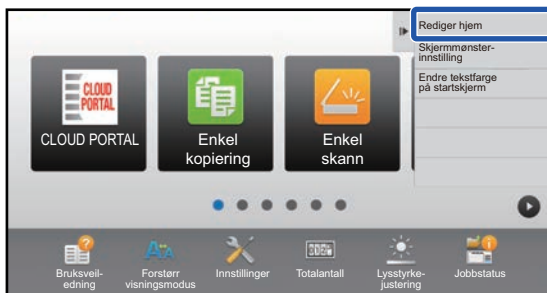 Rediger hjem
Skjermmønster-
innstilling
Endre tekstfarge
på startskjerm
CLOUD
PORTAL
CLOUD PORTAL
Enkel
kopiering
Enkel
skann
Bruksveil-
edning
Forstørr
visningsmodus
Innstillinger
Totalantall
Lysstyrke-
justering
Jobbstatus